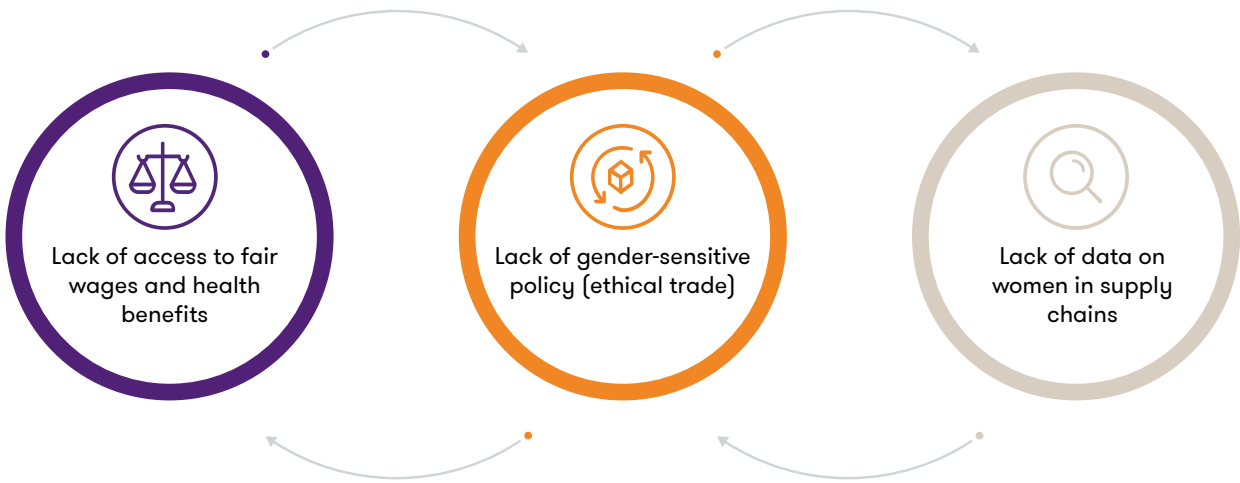 Lack of access to fair
wages and health
benefits
Lack of gender-sensitive
policy (ethical trade)
Lack of data on
women in supply
chains